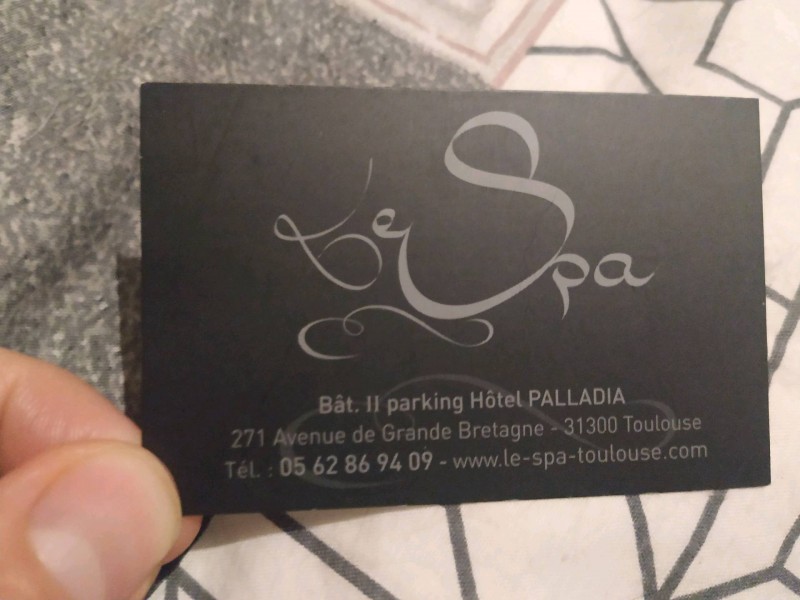 Le Spa
Bât. II parking Hôtel PALLADIA
271 Avenue de Grande Bretagne - 31300 Toulouse
Tél. : 05 62 86 94 09 - www.le-spa-toulouse.com